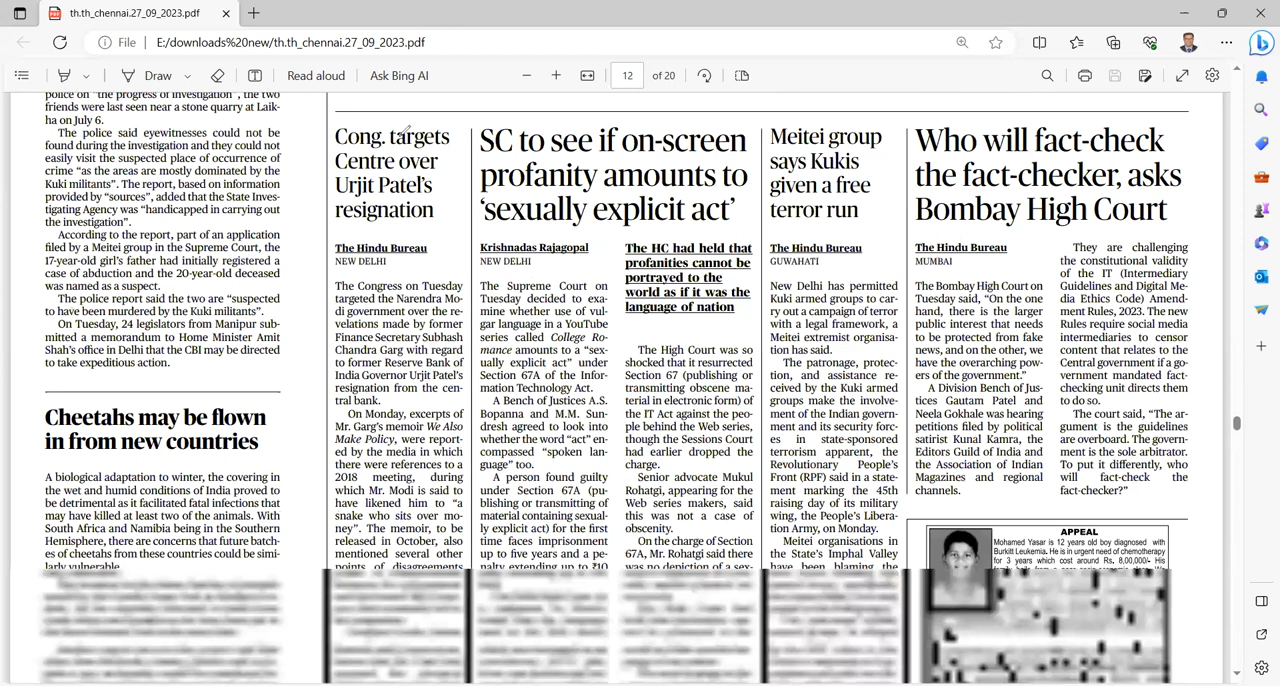 th.th_chennai.27_09_2023.pdf
File
E:/downloads%20new/th.th_chennai.27_09_2023.pdf
Draw
Read aloud
Ask Bing AI
12 of 20
police on "the progress of investigation", the two
friends were last seen near a stone quarry at Laik-
ha on July 6.
The police said eyewitnesses could not be
found during the investigation and they could not
easily visit the suspected place of occurrence of
crime "as the areas are mostly dominated by the
Kuki militants". The report, based on information
provided by "sources", added that the State Inves-
tigating Agency was "handicapped in carrying out
the investigation".
According to the report, part of an application
filed by a Meitei group in the Supreme Court, the
17-year-old girl's father had initially registered a
case of abduction and the 20-year-old deceased
was named as a suspect.
The police report said the two are "suspected
to have been murdered by the Kuki militants".
On Tuesday, 24 legislators from Manipur sub-
mitted a memorandum to Home Minister Amit
Shah's office in Delhi that the CBI may be directed
to take expeditious action.
Cheetahs may be flown
in from new countries
A biological adaptation to winter, the covering in
the wet and humid conditions of India proved to
be detrimental as it facilitated fatal infections that
may have killed at least two of the animals. With
South Africa and Namibia being in the Southern
Hemisphere, there are concerns that future batch-
es of cheetahs from these countries could be simi-
larly vulnerable.
Cong. targets
Centre over
Urjit Patel's
resignation
The Hindu Bureau
NEW DELHI
The Congress on Tuesday
targeted the Narendra Mo-
di government over the re-
velations made by former
Finance Secretary Subhash
Chandra Garg with regard
to former Reserve Bank of
India Governor Urjit Patel's
resignation from the cen-
tral bank.
On Monday, excerpts of
Mr. Garg's memoir We Also
Make Policy, were report-
ed by the media in which
there were references to a
2018 meeting, during
which Mr. Modi is said to
have likened him to "a
snake who sits over mo-
ney". The memoir, to be
released in October, also
mentioned several other
points of disagreements
SC to see if on-screen
profanity amounts to
'sexually explicit act'
Krishnadas Rajagopal
NEW DELHI
The Supreme Court on
Tuesday decided to exa-
mine whether use of vul-
gar language in a YouTube
series called College Ro-
mance amounts to a "sex-
ually explicit act" under
Section 67A of the Infor-
mation Technology Act.
A Bench of Justices A.S.
Bopanna and M.M. Sun-
dresh agreed to look into
whether the word "act" en-
compassed "spoken lan-
guage" too.
A person found guilty
under Section 67A (pu-
blishing or transmitting of
material containing sexual-
ly explicit act) for the first
time faces imprisonment
up to five years and a pe-
nalty extending up to ₹10
The HC had held that
profanities cannot be
portrayed to the
world as if it was the
language of nation
The High Court was so
shocked that it resurrected
Section 67 (publishing or
transmitting obscene ma-
terial in electronic form) of
the IT Act against the peo-
ple behind the Web series,
though the Sessions Court
had earlier dropped the
charge.
Senior advocate Mukul
Rohatgi, appearing for the
Web series makers, said
this was not a case of
obscenity.
On the charge of Section
67A, Mr. Rohatgi said there
was no depiction of a sex-
Meitei group
says Kukis
given a free
terror run
The Hindu Bureau
GUWAHATI
New Delhi has permitted
Kuki armed groups to car-
ry out a campaign of terror
with a legal framework, a
Meitei extremist organisa-
tion has said.
The patronage, protec-
tion, and assistance re-
ceived by the Kuki armed
groups make the involve-
ment of the Indian govern-
ment and its security forc-
es in state-sponsored
terrorism apparent, the
Revolutionary People's
Front (RPF) said in a state-
ment marking the 45th
raising day of its military
wing, the People's Libera-
tion Army, on Monday.
Meitei organisations in
the State's Imphal Valley
have been blaming the
Who will fact-check
the fact-checker, asks
Bombay High Court
The Hindu Bureau
MUMBAI
The Bombay High Court on
Tuesday said, "On the one
hand, there is the larger
public interest that needs
to be protected from fake
news, and on the other, we
have the overarching pow-
ers of the government."
A Division Bench of Jus-
tices Gautam Patel and
Neela Gokhale was hearing
petitions filed by political
satirist Kunal Kamra, the
Editors Guild of India and
the Association of Indian
Magazines and regional
channels.
They are challenging
the constitutional validity
of the IT (Intermediary
Guidelines and Digital Me-
dia Ethics Code) Amend-
ment Rules, 2023. The new
Rules require social media
intermediaries to censor
content that relates to the
Central government if a go-
vernment mandated fact-
checking unit directs them
to do so.
The court said, "The ar-
gument is the guidelines
are overboard. The govern-
ment is the sole arbitrator.
To put it differently, who
will fact-check the
fact-checker?"
APPEAL
Mohamed Yasar is 12 years old boy diagnosed with
Burkitt Leukemia. He is in urgent need of chemotherapy
for 3 years which cost around Rs. 8,00,000/- His